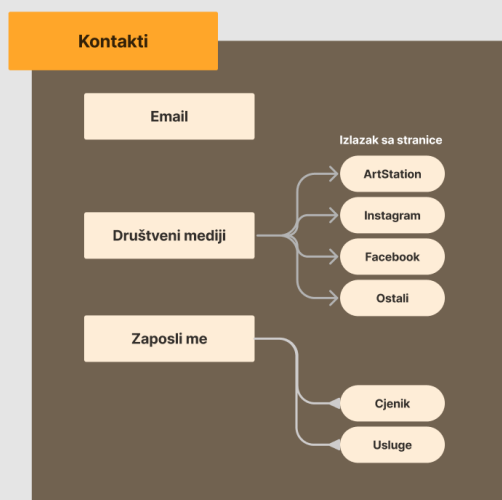 Kontakti
Email
Društveni mediji
Izlazak sa stranice
ArtStation
Instagram
Facebook
Ostali
Zaposli me
Cjenik
Usluge